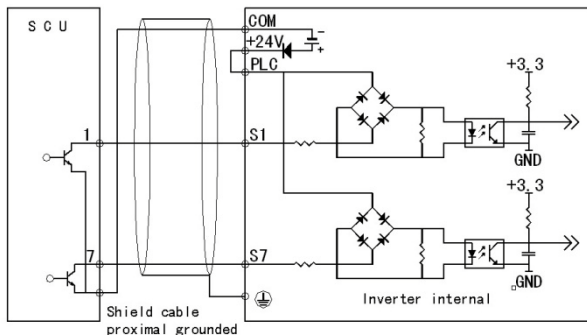 SCU
COM
+24V
PLC
-
+
+3.3
1
S1
GND
+3.3
7
S7
GND
Inverter internal
Shield cable
proximal grounded